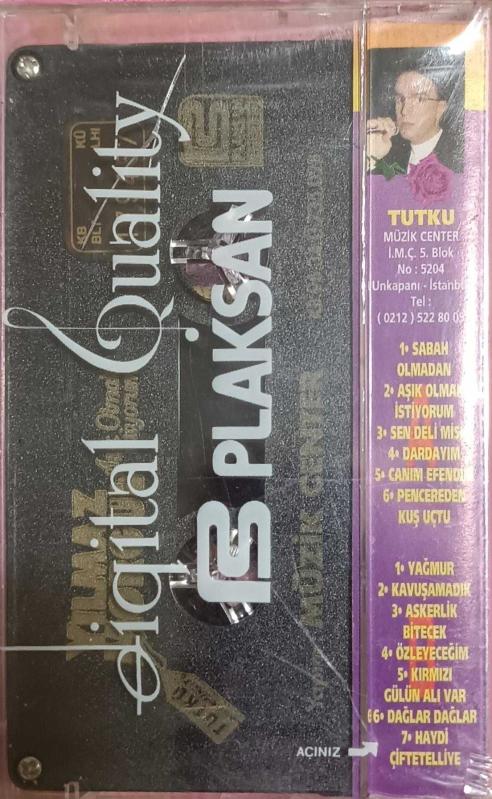 digital Quality
PLAKSAN
YILMAZ
MÜZİK CENTER
KB
TUTKU
AÇINIZ
TUTKU
MÜZİK CENTER
İ.M.Ç. 5. Blok
No : 5204
Unkapanı - İstanbu
Tel :
( 0212 ) 522 80 0
1• SABAH
OLMADAN
2• AŞIK OLMAK
İSTİYORUM
3• SEN DELİ
4• DARDAYIM
5• CANIM EFENDİ
6• PENCEREDEN
KUŞ UÇTU
1• YAĞMUR
2• KAVUŞAMADIK
3• ASKERLİK
BİTECEK
4• ÖZLEYECEĞİM
5• KIRMIZI
GÜLÜN ALI VAR
6• DAĞLAR DAĞLAR
7• HAYDİ
ÇİFTETELLİYE